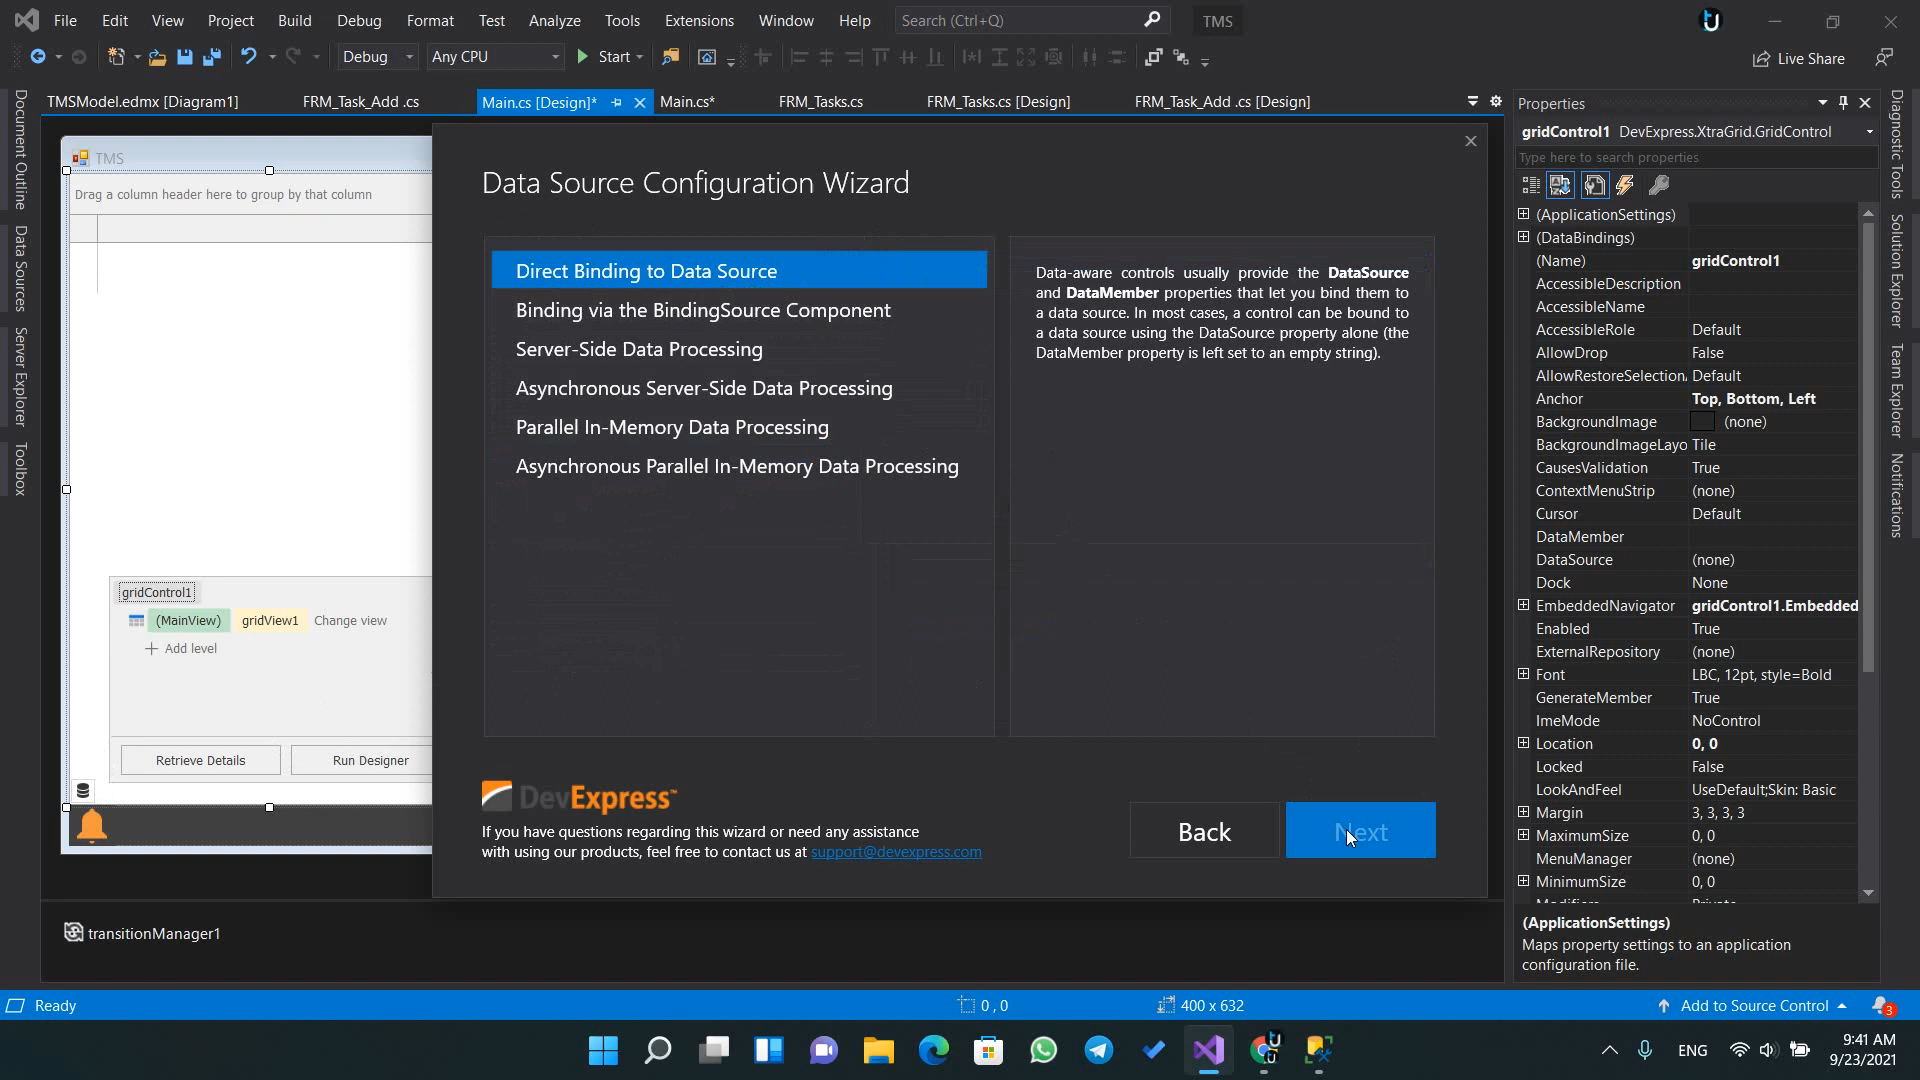 File Edit View Project Build Debug Format Test Analyze Tools Extensions Window Help Search (Ctrl+Q) TMS
Debug Any CPU Start Live Share
TMSModel.edmx [Diagram1] FRM_Task_Add .cs Main.cs [Design]* Main.cs* FRM_Tasks.cs FRM_Tasks.cs [Design] FRM_Task_Add .cs [Design]
Document Outline
Data Sources
Server Explorer
Toolbox
TMS
Drag a column header here to group by that column
gridControl1
(MainView) gridView1 Change view
Add level
Retrieve Details Run Designer
Data Source Configuration Wizard
Direct Binding to Data Source
Binding via the BindingSource Component
Server-Side Data Processing
Asynchronous Server-Side Data Processing
Parallel In-Memory Data Processing
Asynchronous Parallel In-Memory Data Processing
Data-aware controls usually provide the DataSource
and DataMember properties that let you bind them to
a data source. In most cases, a control can be bound to
a data source using the DataSource property alone (the
DataMember property is left set to an empty string).
DevExpress
If you have questions regarding this wizard or need any assistance
with using our products, feel free to contact us at support@devexpress.com
Back Next
transitionManager1
Properties
gridControl1 DevExpress.XtraGrid.GridControl
Type here to search properties
(ApplicationSettings)
(DataBindings)
(Name) gridControl1
AccessibleDescription
AccessibleName
AccessibleRole Default
AllowDrop False
AllowRestoreSelection Default
Anchor Top, Bottom, Left
BackgroundImage (none)
BackgroundImageLayo Tile
CausesValidation True
ContextMenuStrip (none)
Cursor Default
DataMember
DataSource (none)
Dock None
EmbeddedNavigator gridControl1.Embedded
Enabled True
ExternalRepository (none)
Font LBC, 12pt, style=Bold
GenerateMember True
ImeMode NoControl
Location 0, 0
Locked False
LookAndFeel UseDefault;Skin: Basic
Margin 3, 3, 3, 3
MaximumSize 0, 0
MenuManager (none)
MinimumSize 0, 0
(ApplicationSettings)
Maps property settings to an application
configuration file.
Diagnostic Tools
Solution Explorer
Team Explorer
Notifications
Ready 0 , 0 400 x 632 Add to Source Control 3
ENG 9:41 AM
9/23/2021